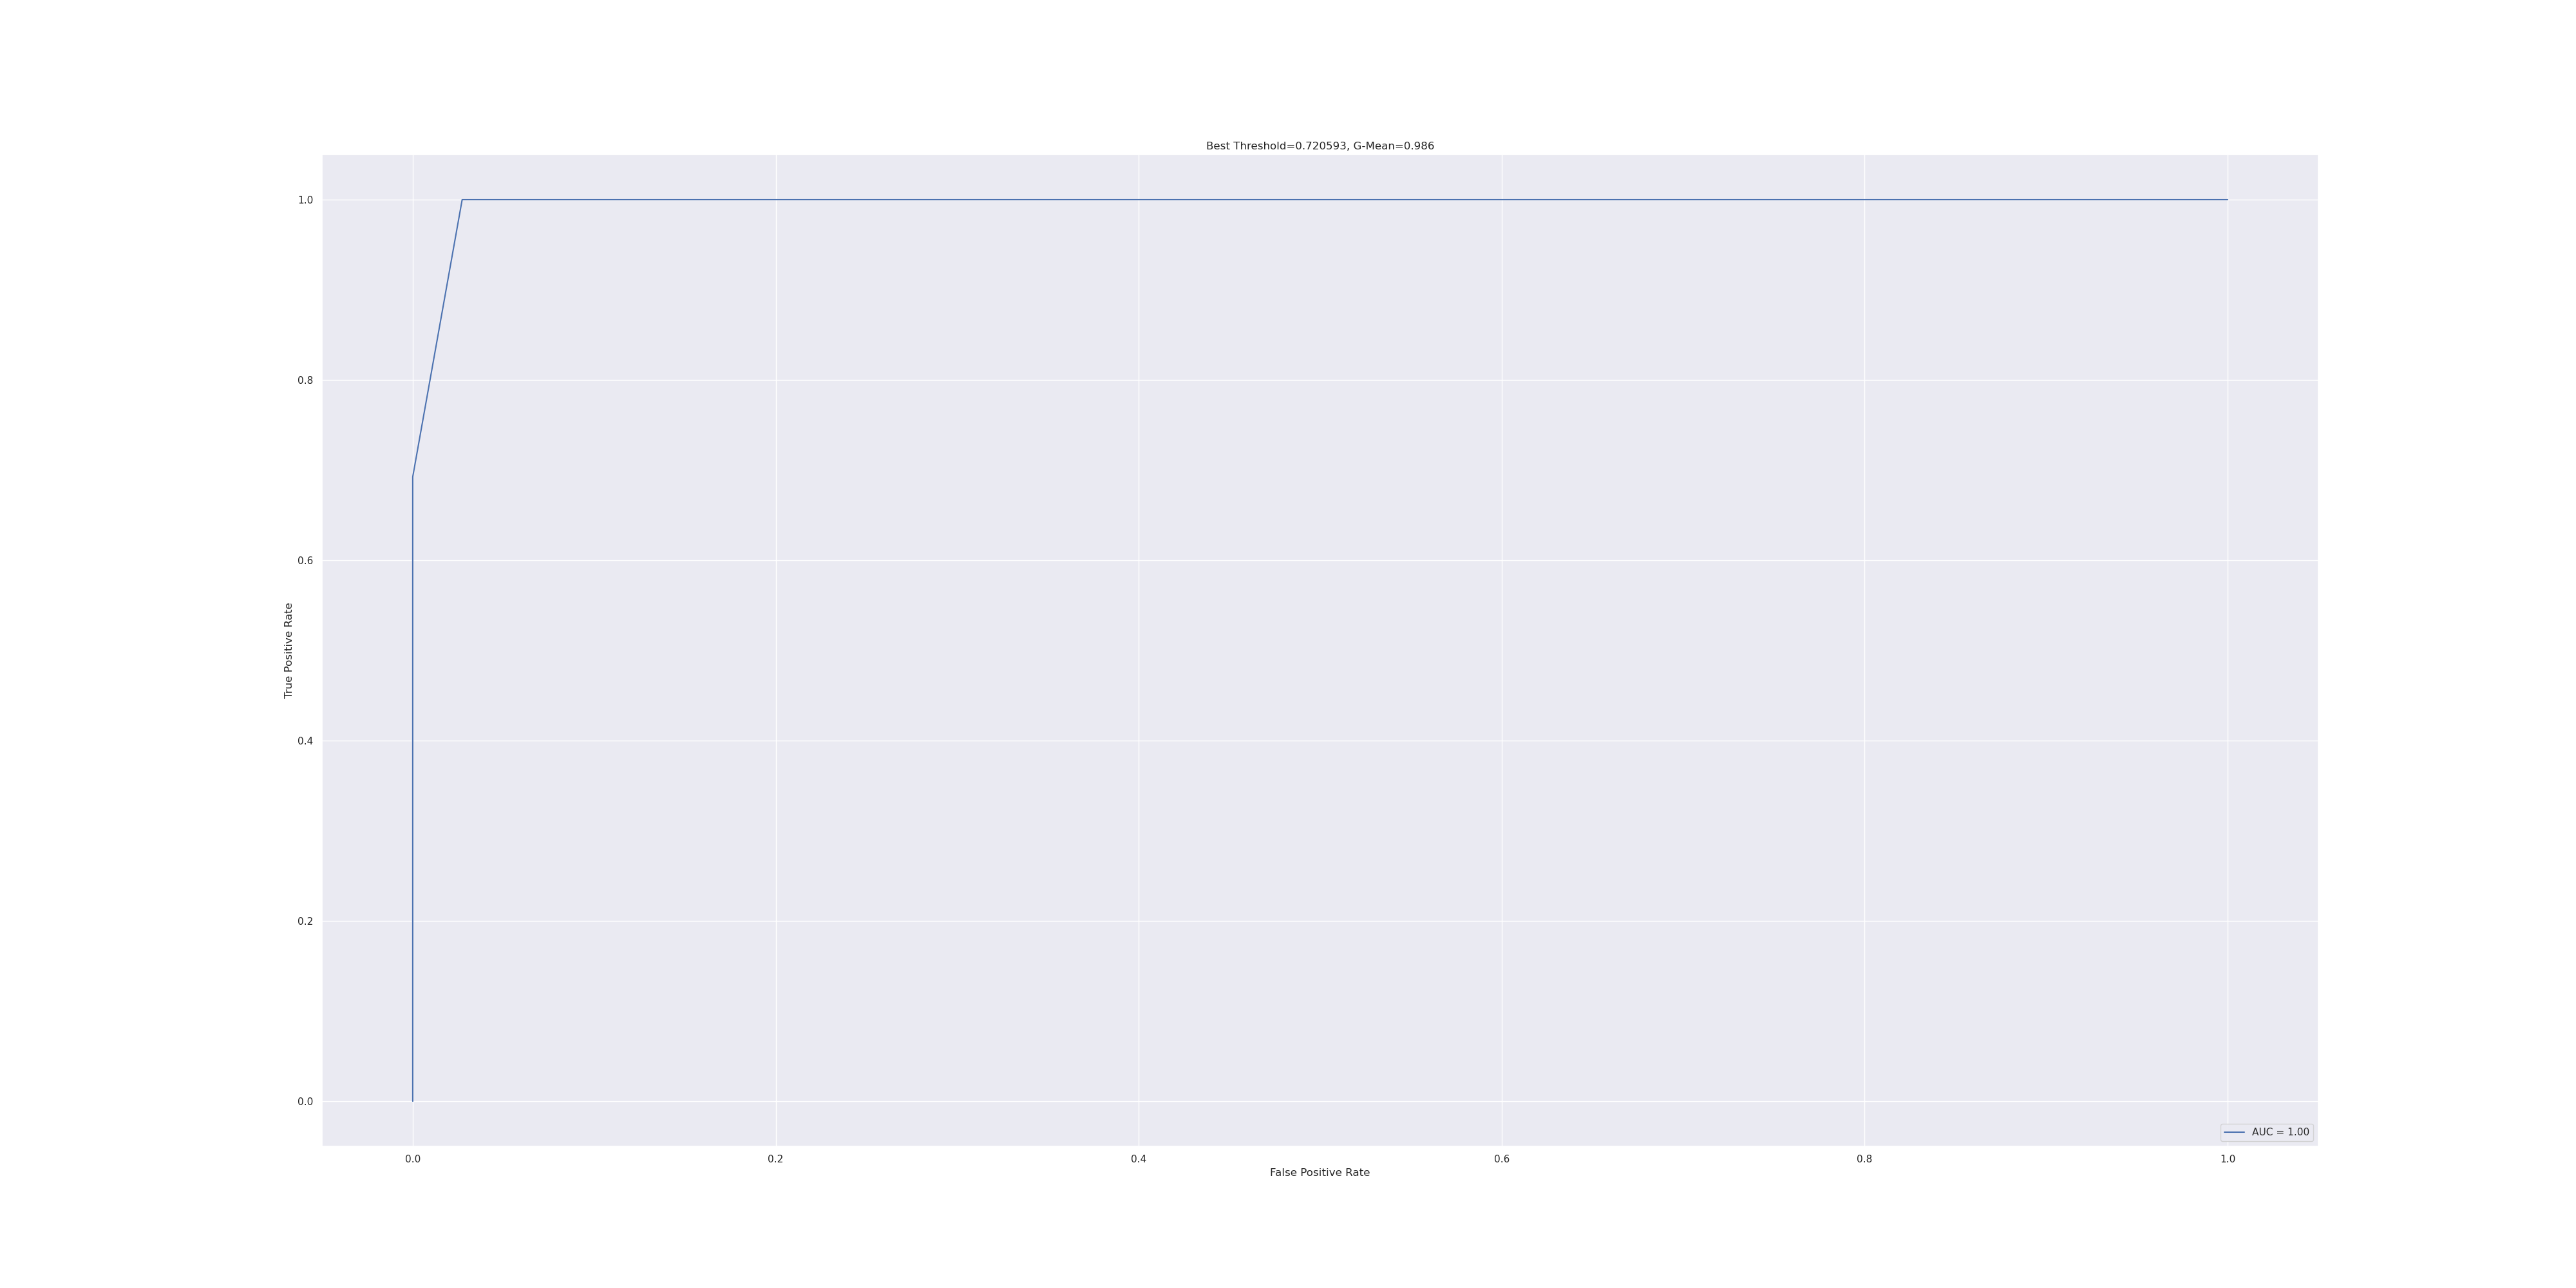 Best Threshold=0.720593, G-Mean=0.986
1.0
0.8
0.6
0.4
0.2
0.0
True Positive Rate
0.0 0.2 0.4 0.6 0.8 1.0
False Positive Rate
AUC = 1.00